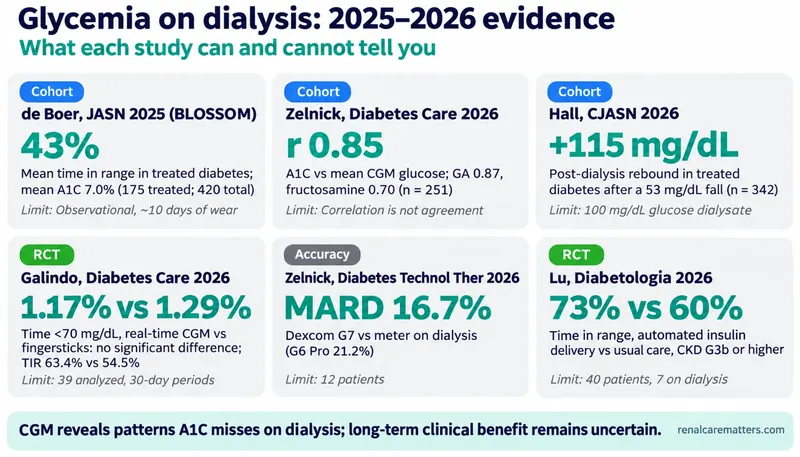 Glycemia on dialysis: 2025–2026 evidence
What each study can and cannot tell you
Cohort
de Boer, JASN 2025 (BLOSSOM)
43%
Mean time in range in treated diabetes;
mean A1C 7.0% (175 treated; 420 total)
Limit: Observational, ~10 days of wear
Cohort
Zelnick, Diabetes Care 2026
r 0.85
A1C vs mean CGM glucose; GA 0.87,
fructosamine 0.70 (n = 251)
Limit: Correlation is not agreement
Cohort
Hall, CJASN 2026
+115 mg/dL
Post-dialysis rebound in treated
diabetes after a 53 mg/dL fall (n = 342)
Limit: 100 mg/dL glucose dialysate
RCT
Galindo, Diabetes Care 2026
1.17% vs 1.29%
Time <70 mg/dL, real-time CGM vs
fingersticks: no significant difference;
TIR 63.4% vs 54.5%
Limit: 39 analyzed, 30-day periods
Accuracy
Zelnick, Diabetes Technol Ther 2026
MARD 16.7%
Dexcom G7 vs meter on dialysis
(G6 Pro 21.2%)
Limit: 12 patients
RCT
Lu, Diabetologia 2026
73% vs 60%
Time in range, automated insulin
delivery vs usual care, CKD G3b or higher
Limit: 40 patients, 7 on dialysis
CGM reveals patterns A1C misses on dialysis; long-term clinical benefit remains uncertain.
renalcarematters.com